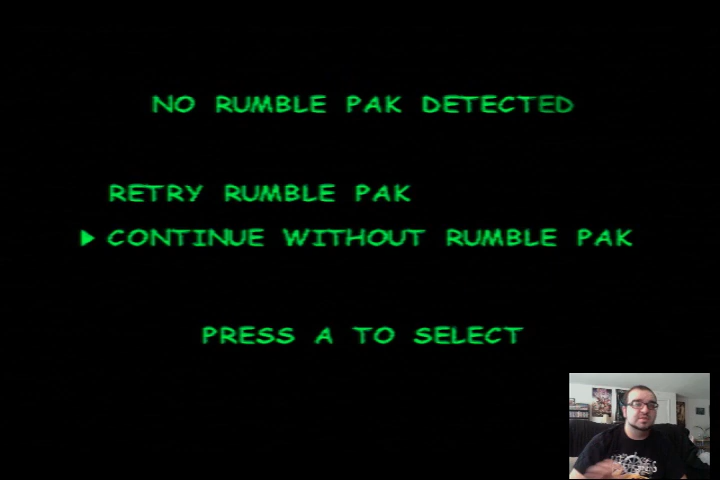 NO RUMBLE PAK DETECTED
RETRY RUMBLE PAK
CONTINUE WITHOUT RUMBLE PAK
PRESS A TO SELECT